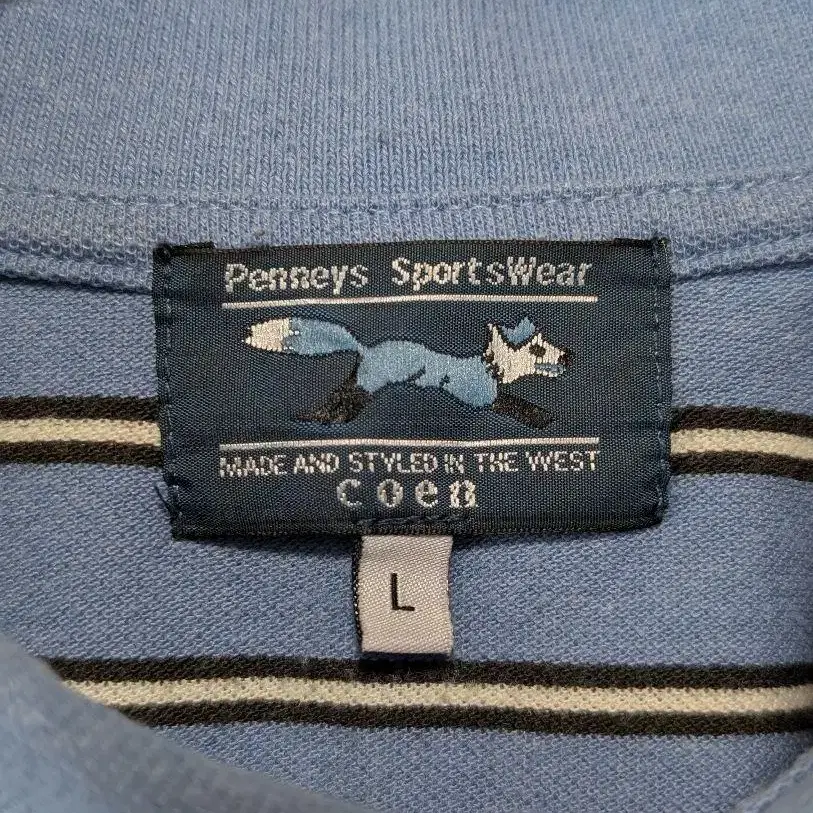 Penneys SportsWear
MADE AND STYLED IN THE WEST
coen
L